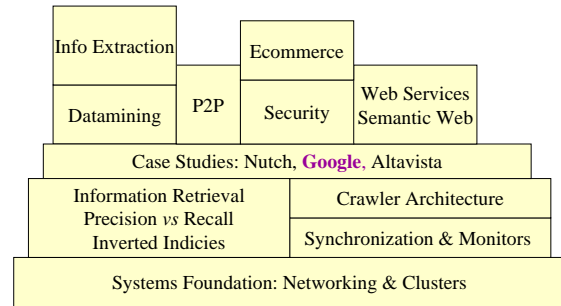 Info Extraction
Ecommerce
Datamining
P2P
Security
Web Services
Semantic Web
Case Studies: Nutch, Google, Altavista
Information Retrieval
Precision vs Recall
Inverted Indicies
Crawler Architecture
Synchronization & Monitors
Systems Foundation: Networking & Clusters